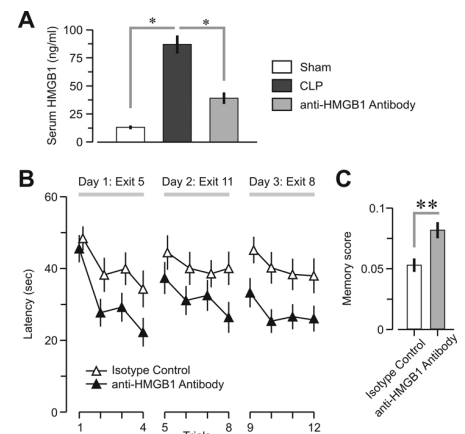 A
Serum HMGB1 (ng/ml)
100
75
50
25
0
*
*
Sham
CLP
anti-HMGB1 Antibody
B
Day 1: Exit 5
Day 2: Exit 11
Day 3: Exit 8
Latency (sec)
60
40
20
0
Isotype Control
anti-HMGB1 Antibody
1
4
5
8
9
12
C
Memory score
0.1
0.05
0
**
Isotype Control
anti-HMGB1 Antibody